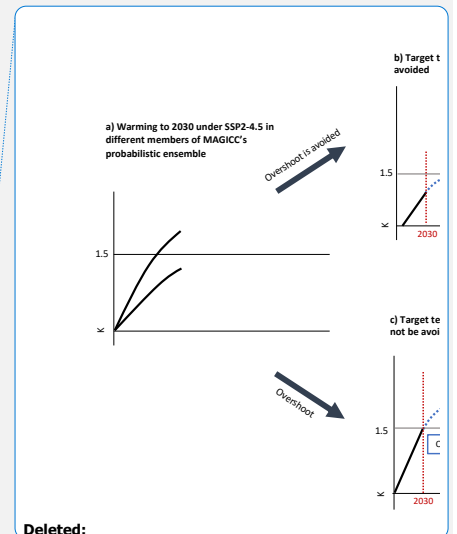 b) Target t
avoided
a) Warming to 2030 under SSP2-4.5 in
different members of MAGICC's
probabilistic ensemble
Overshoot is avoided
1.5
K
2030
1.5
K
c) Target te
not be avoi
Overshoot
1.5
K
2030
Deleted: